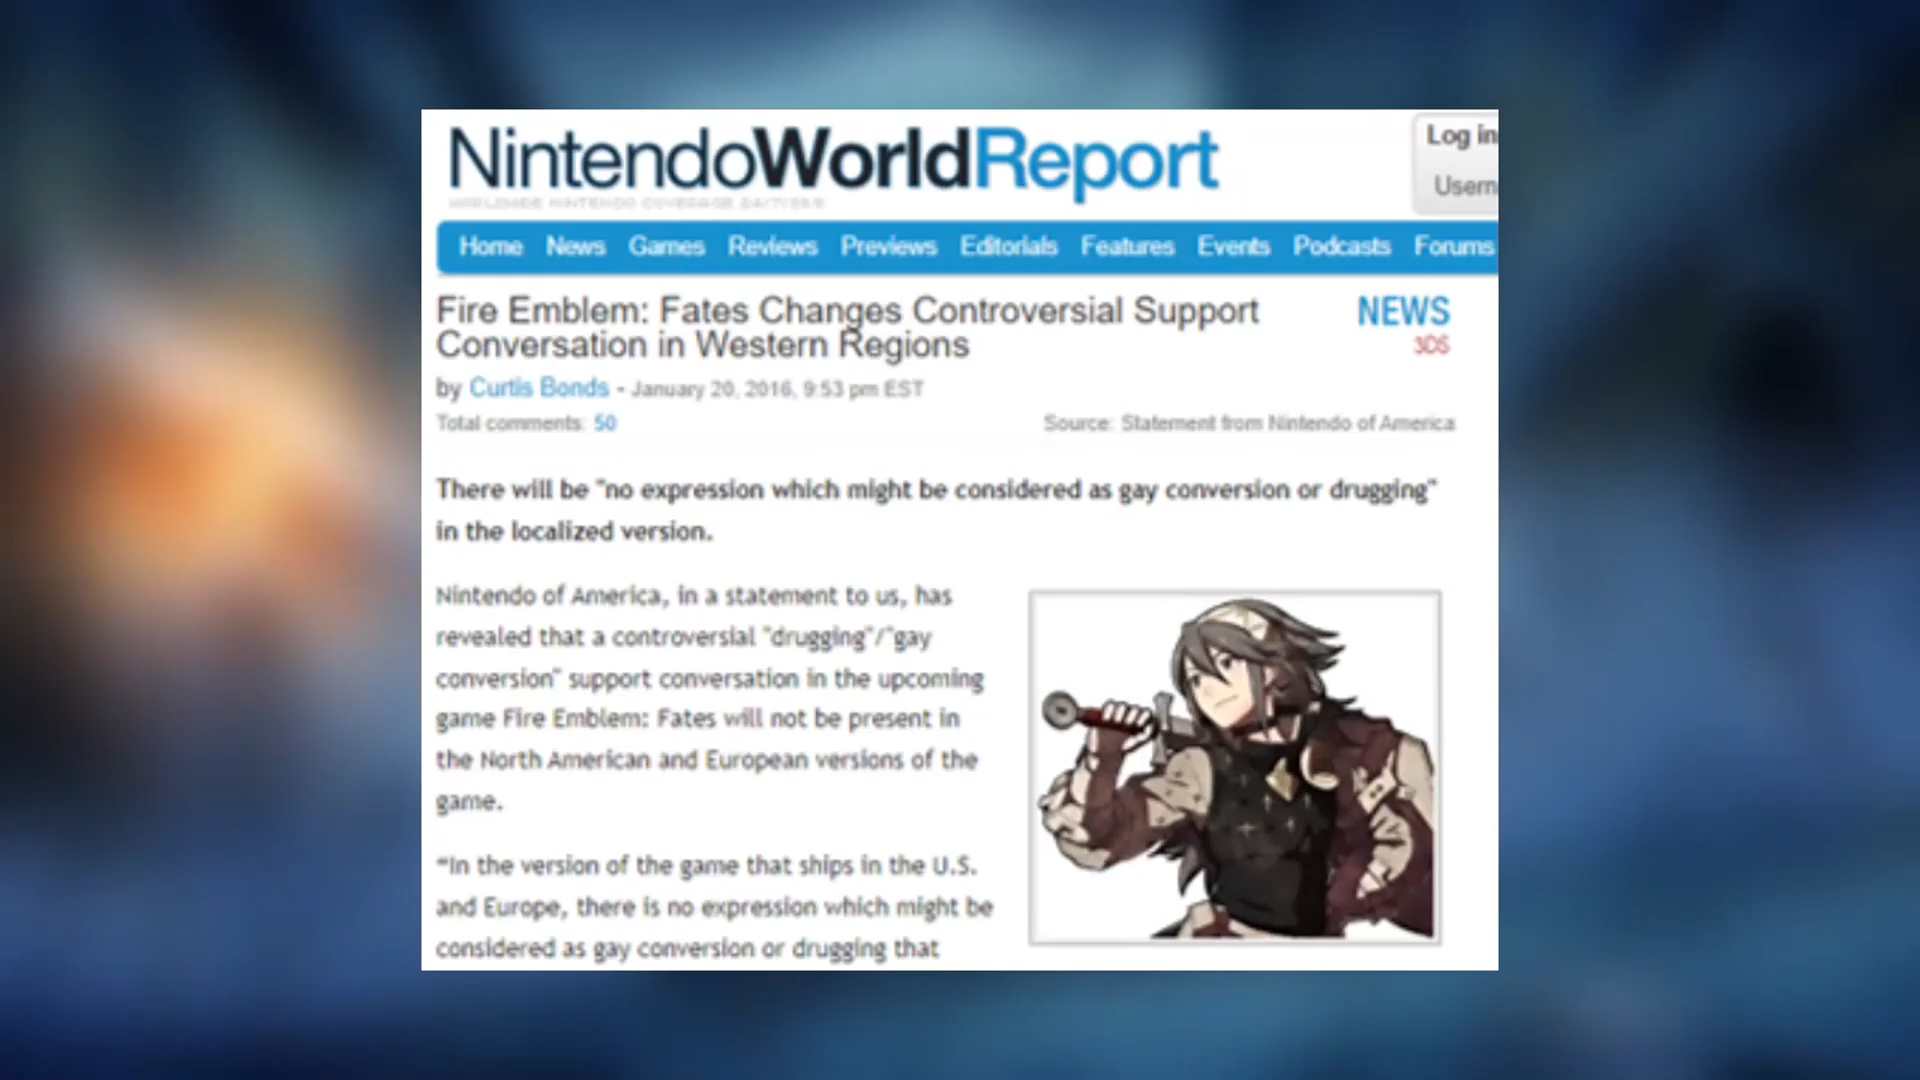 NintendoWorldReport
WORLDWIDE NINTENDO COVERAGE 24/7/365
Log in
Usern
Home News Games Reviews Previews Editorials Features Events Podcasts Forums
Fire Emblem: Fates Changes Controversial Support
Conversation in Western Regions
NEWS
3DS
by Curtis Bonds - January 20, 2016, 9:53 pm EST
Total comments: 50
Source: Statement from Nintendo of America
There will be "no expression which might be considered as gay conversion or drugging"
in the localized version.
Nintendo of America, in a statement to us, has
revealed that a controversial "drugging"/"gay
conversion" support conversation in the upcoming
game Fire Emblem: Fates will not be present in
the North American and European versions of the
game.
“In the version of the game that ships in the U.S.
and Europe, there is no expression which might be
considered as gay conversion or drugging that